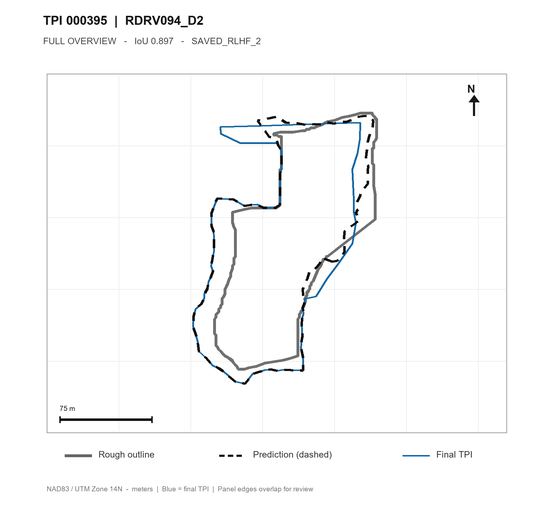 TPI 000395 | RDRV094_D2
FULL OVERVIEW - IoU 0.897 - SAVED_RLHF_2
N
75 m
Rough outline
Prediction (dashed)
Final TPI
NAD83 / UTM Zone 14N - meters | Blue = final TPI | Panel edges overlap for review